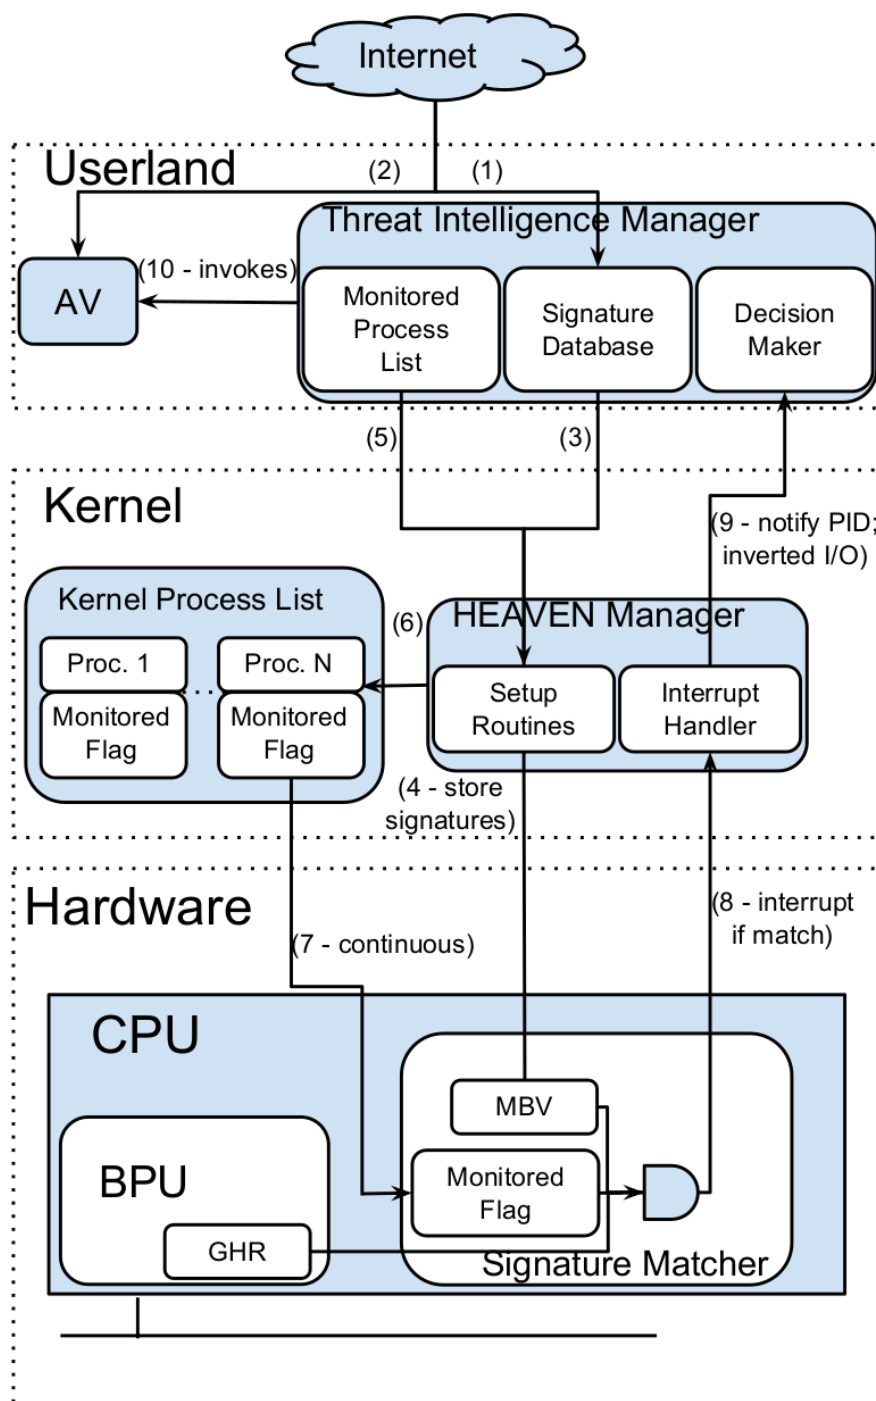 Internet
Userland
(2)
(1)
Threat Intelligence Manager
(10 - invokes)
AV
Monitored
Process
List
Signature
Database
Decision
Maker
(5)
(3)
Kernel
(9 - notify PID;
inverted I/O)
Kernel Process List
(6)
HEAVEN Manager
Proc. 1
Proc. N
Monitored
Flag
Monitored
Flag
Setup
Routines
Interrupt
Handler
(4 - store
signatures)
Hardware
(8 - interrupt
if match)
(7 - continuous)
CPU
MBV
BPU
Monitored
Flag
GHR
Signature Matcher